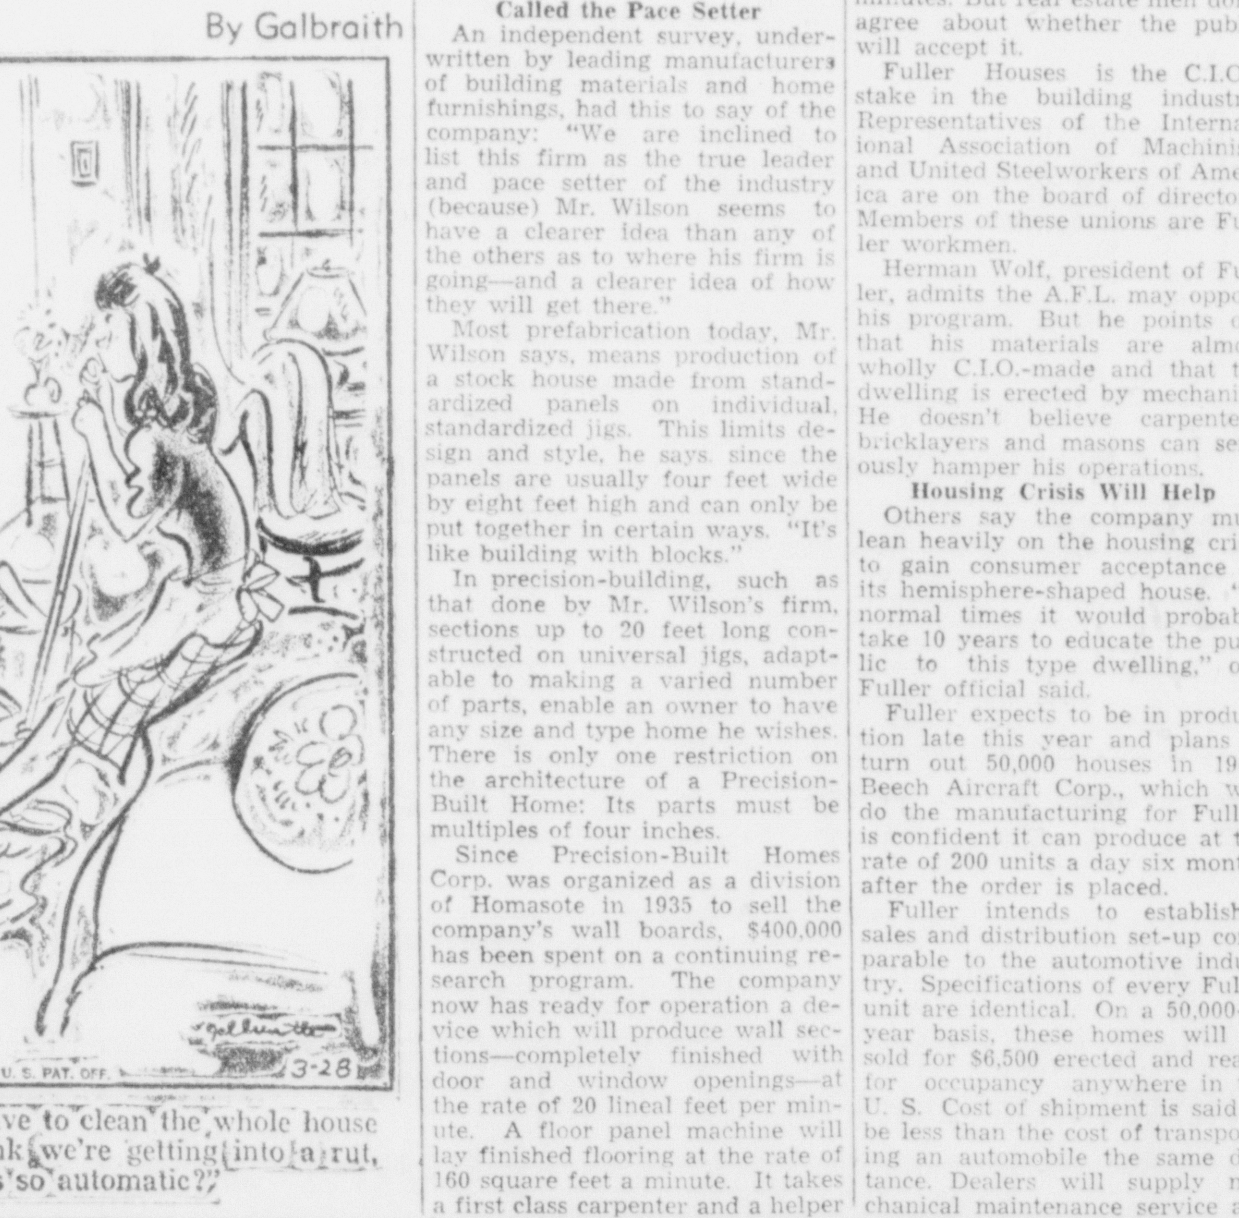 By Galbraith
U. S. PAT. OFF.
3-28
ve to clean the whole house
nk we're getting into a rut,
s so automatic?"
Called the Pace Setter
An independent survey, under-
written by leading manufacturers
of building materials and home
furnishings, had this to say of the
company: "We are inclined to
list this firm as the true leader
and pace setter of the industry
(because) Mr. Wilson seems to
have a clearer idea than any of
the others as to where his firm is
going—and a clearer idea of how
they will get there."
Most prefabrication today, Mr.
Wilson says, means production of
a stock house made from stand-
ardized panels on individual,
standardized jigs. This limits de-
sign and style, he says. since the
panels are usually four feet wide
by eight feet high and can only be
put together in certain ways. "It's
like building with blocks."
In precision-building, such as
that done by Mr. Wilson's firm,
sections up to 20 feet long con-
structed on universal jigs, adapt-
able to making a varied number
of parts, enable an owner to have
any size and type home he wishes.
There is only one restriction on
the architecture of a Precision-
Built Home: Its parts must be
multiples of four inches.
Since Precision-Built Homes
Corp. was organized as a division
of Homasote in 1935 to sell the
company's wall boards, $400,000
has been spent on a continuing re-
search program. The company
now has ready for operation a de-
vice which will produce wall sec-
tions—completely finished with
door and window openings—at
the rate of 20 lineal feet per min-
ute. A floor panel machine will
lay finished flooring at the rate of
160 square feet a minute. It takes
a first class carpenter and a helper
minutes. But real estate men don
agree about whether the pub
will accept it.
Fuller Houses is the C.I.O
stake in the building industr
Representatives of the Interna
ional Association of Machini
and United Steelworkers of Ame
ica are on the board of directo
Members of these unions are Fu
ler workmen.
Herman Wolf, president of Fu
ler, admits the A.F.L. may oppo
his program. But he points o
that his materials are almo
wholly C.I.O.-made and that t
dwelling is erected by mechani
He doesn't believe carpente
bricklayers and masons can se
ously hamper his operations.
Housing Crisis Will Help
Others say the company mu
lean heavily on the housing cri
to gain consumer acceptance
its hemisphere-shaped house. "
normal times it would probab
take 10 years to educate the pu
lic to this type dwelling," o
Fuller official said.
Fuller expects to be in produ
tion late this year and plans
turn out 50,000 houses in 19
Beech Aircraft Corp., which w
do the manufacturing for Full
is confident it can produce at t
rate of 200 units a day six mont
after the order is placed.
Fuller intends to establish
sales and distribution set-up co
parable to the automotive indu
try. Specifications of every Ful
unit are identical. On a 50,000-
year basis, these homes will
sold for $6,500 erected and rea
for occupancy anywhere in
U. S. Cost of shipment is said
be less than the cost of transpo
ing an automobile the same d
tance. Dealers will supply m
chanical maintenance service a